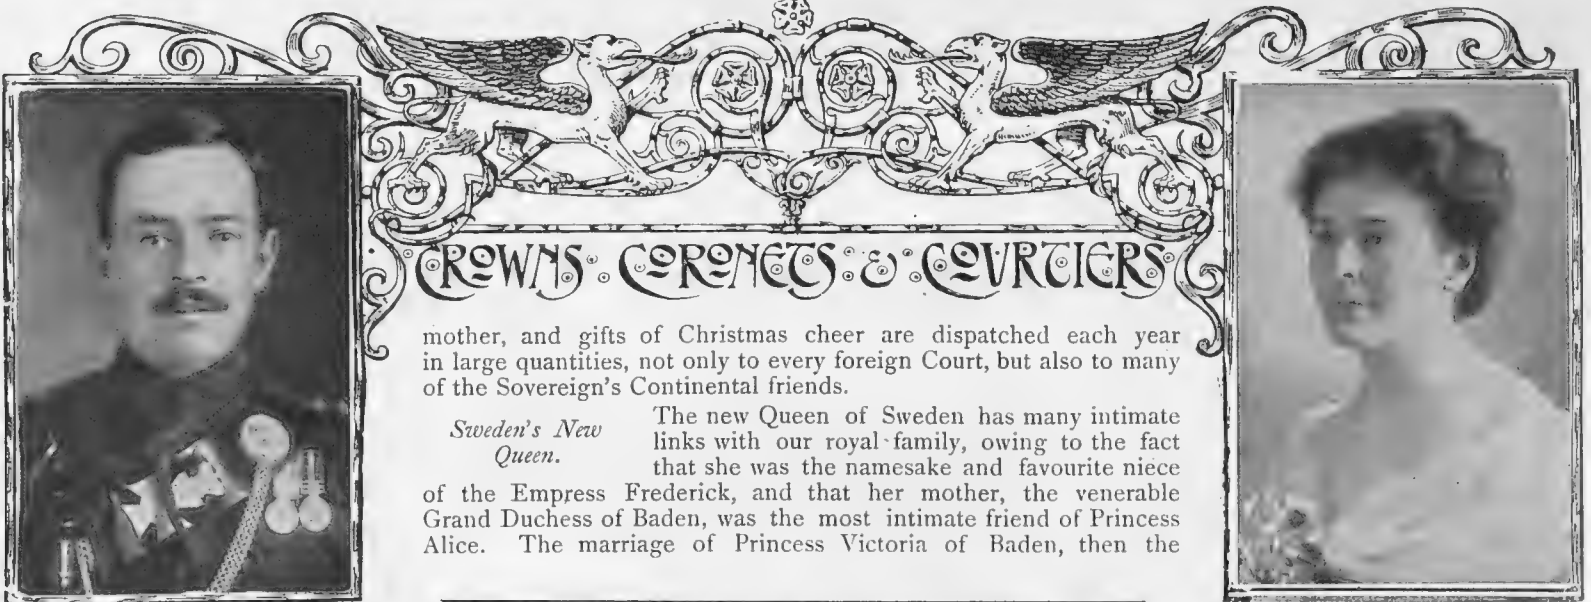 CROWNS · CORONETS · & · COURTIERS
mother, and gifts of Christmas cheer are dispatched each year
in large quantities, not only to every foreign Court, but also to many
of the Sovereign's Continental friends.
Sweden's New
Queen.
The new Queen of Sweden has many intimate
links with our royal family, owing to the fact
that she was the namesake and favourite niece
of the Empress Frederick, and that her mother, the venerable
Grand Duchess of Baden, was the most intimate friend of Princess
Alice. The marriage of Princess Victoria of Baden, then the